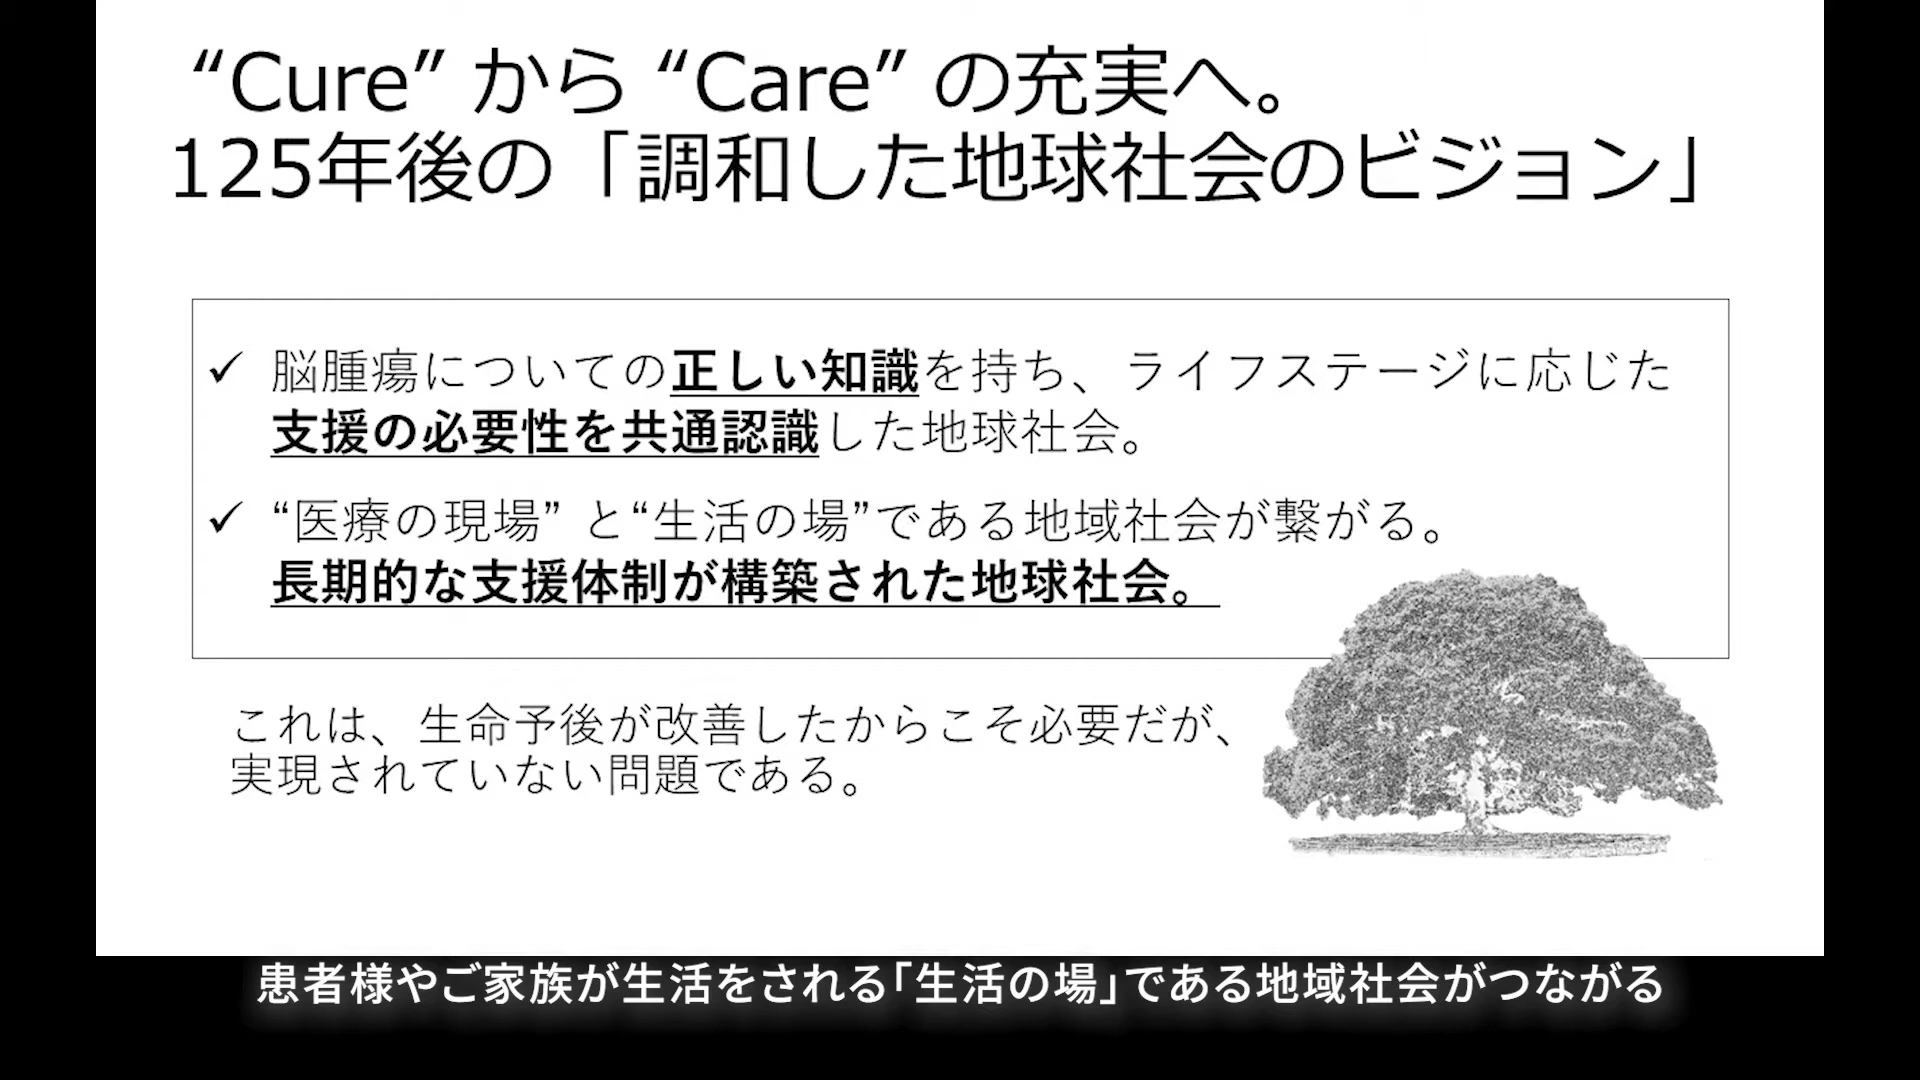 “Cure” から “Care” の充実へ。
125年後の「調和した地球社会のビジョン」
✓ 脳腫瘍についての正しい知識を持ち、ライフステージに応じた
支援の必要性を共通認識した地球社会。
✓ “医療の現場” と“生活の場”である地域社会が繋がる。
長期的な支援体制が構築された地球社会。
これは、生命予後が改善したからこそ必要だが、
実現されていない問題である。
患者様やご家族が生活をされる「生活の場」である地域社会がつながる